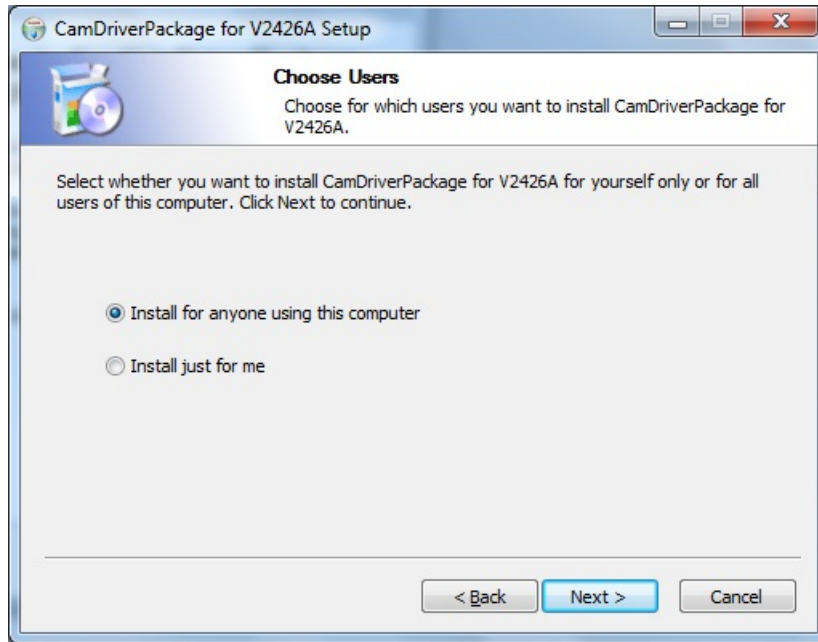 CamDriverPackage for V2426A Setup
Choose Users
Choose for which users you want to install CamDriverPackage for
V2426A.
Select whether you want to install CamDriverPackage for V2426A for yourself only or for all
users of this computer. Click Next to continue.
Install for anyone using this computer
Install just for me
< Back
Next >
Cancel